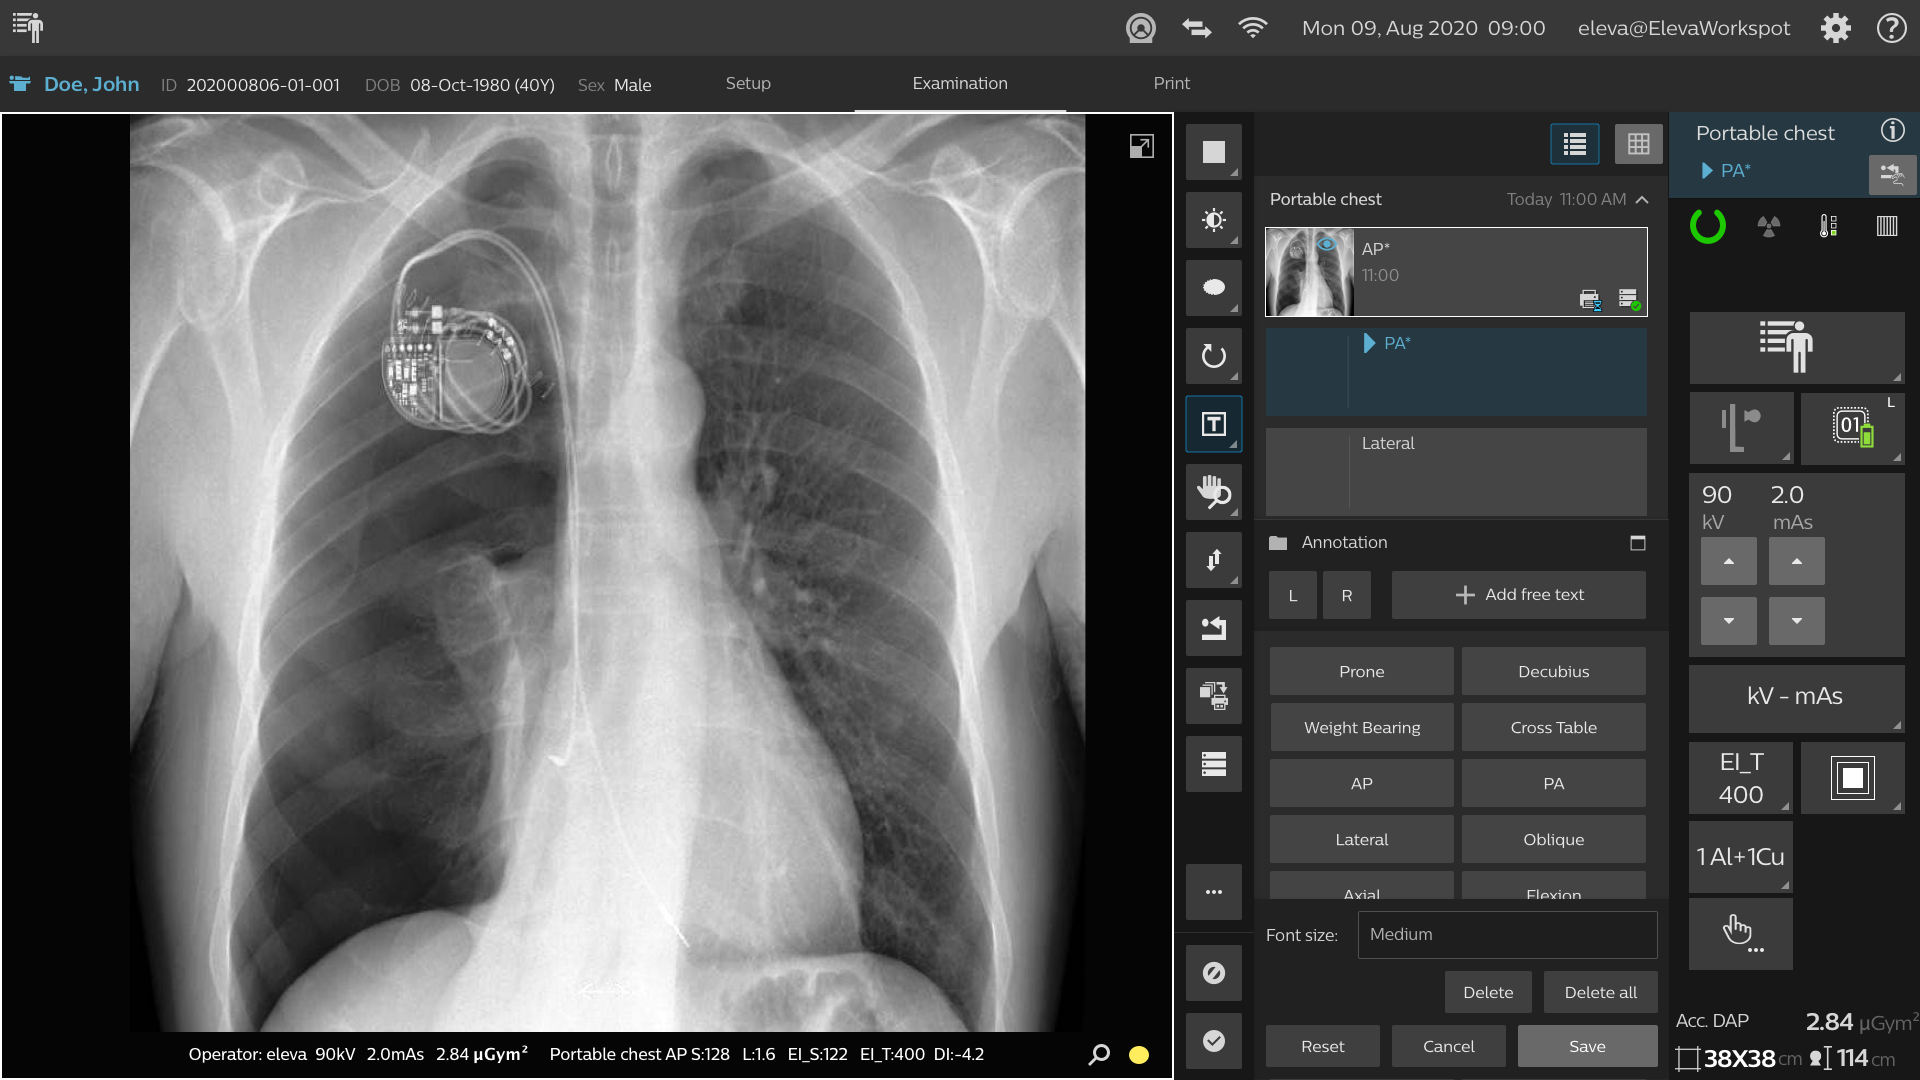 Mon 09, Aug 2020 09:00 eleva@ElevaWorkspot
Doe, John ID 202000806-01-001 DOB 08-Oct-1980 (40Y) Sex Male
Setup Examination Print
Portable chest
PA*
Portable chest Today 11:00 AM
AP*
11:00
PA*
Lateral
T
L
01
90 2.0
kV mAs
kV - mAs
EI_T
400
1 Al+1Cu
Annotation
L R Add free text
Prone Decubius
Weight Bearing Cross Table
AP PA
Lateral Oblique
Axial Flexion
Font size: Medium
Delete Delete all
Reset Cancel Save
Acc. DAP 2.84 µGym²
38X38 cm 114 cm
Operator: eleva 90kV 2.0mAs 2.84 µGym² Portable chest AP S:128 L:1.6 EI_S:122 EI_T:400 DI:-4.2